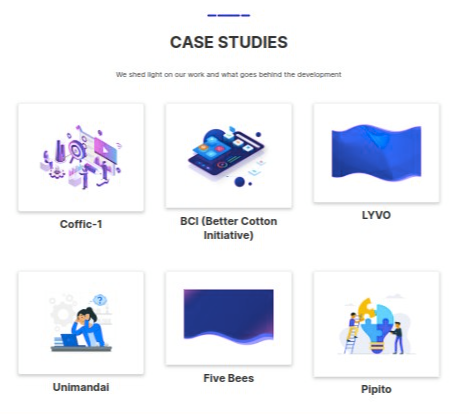 CASE STUDIES
We shed light on our work and what goes behind the development
Coffic-1
BCI (Better Cotton
Initiative)
LYVO
Unimandai
Five Bees
Pipito